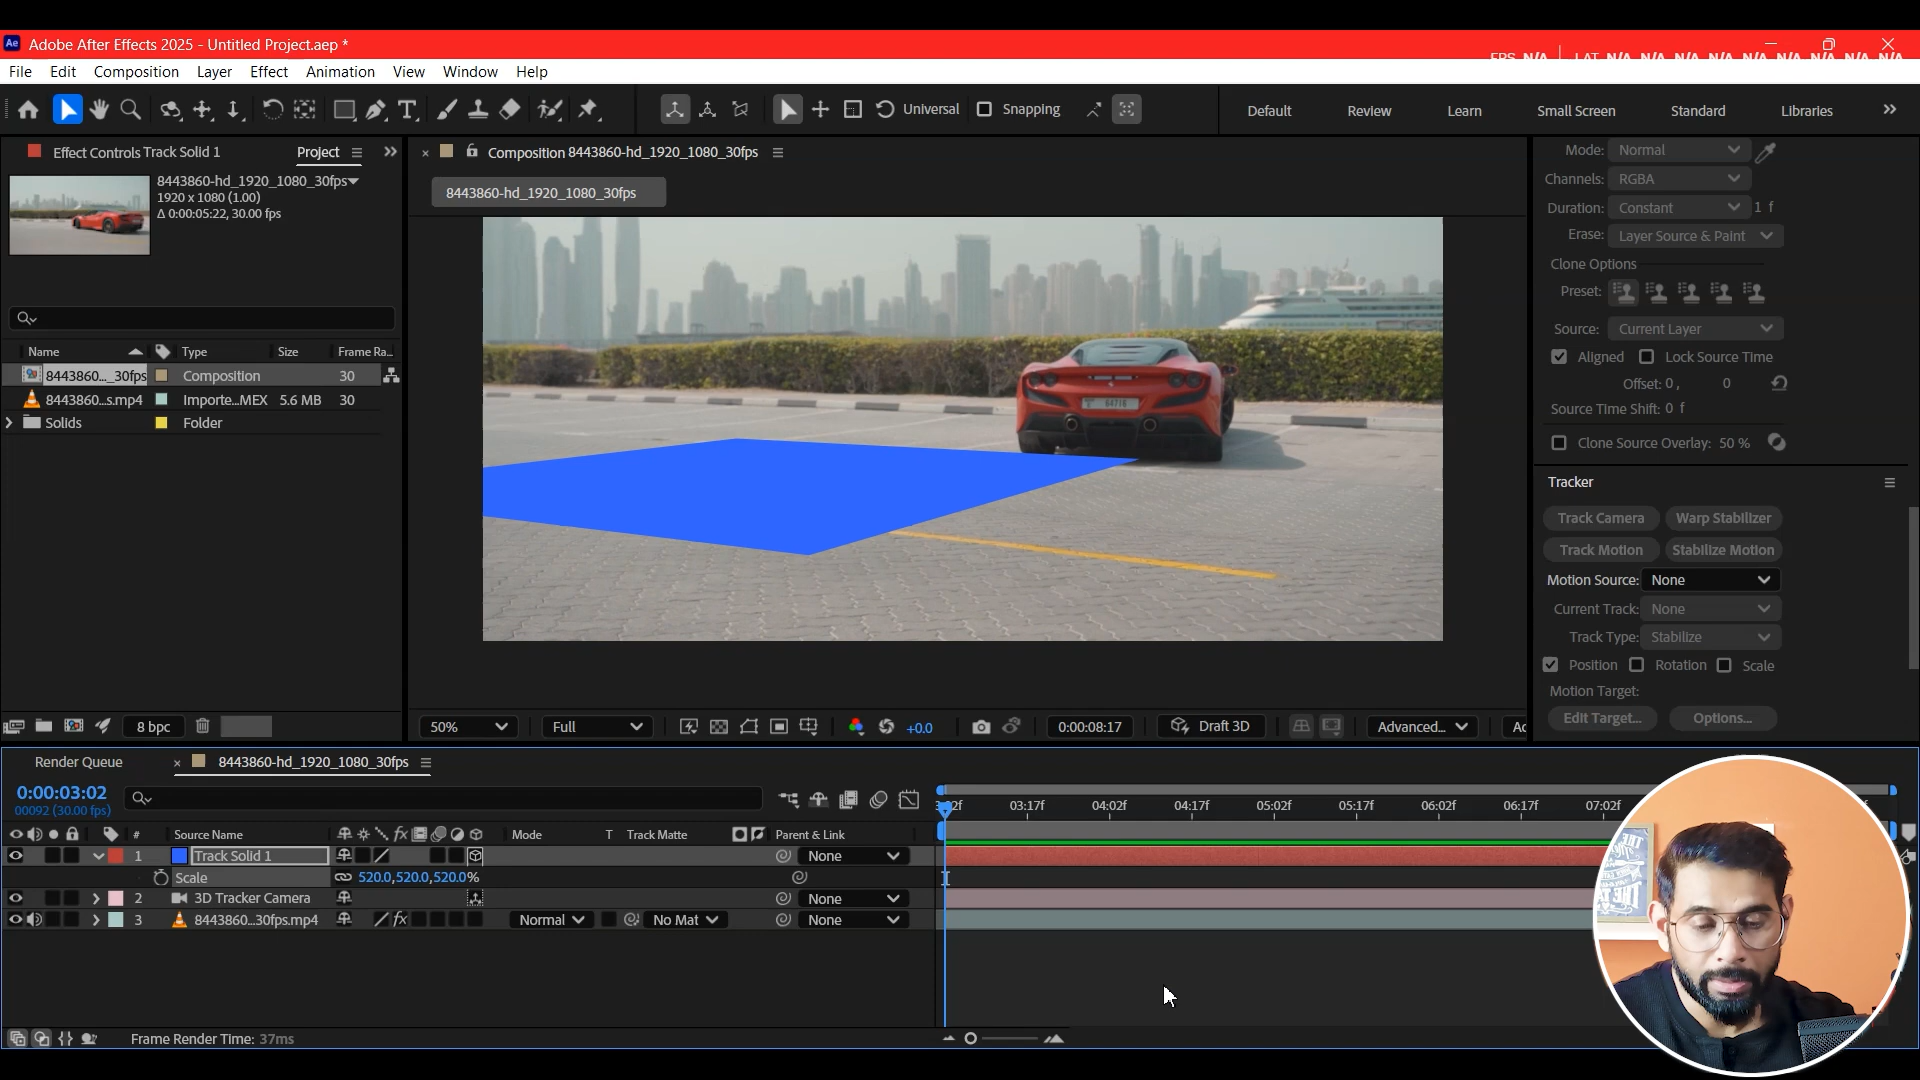 Ae Adobe After Effects 2025 - Untitled Project.aep *
FPS N/A LAT N/A N/A N/A N/A N/A N/A N/A N/A N/A
File Edit Composition Layer Effect Animation View Window Help
Universal Snapping Default Review Learn Small Screen Standard Libraries
Effect Controls Track Solid 1 Project
Composition 8443860-hd_1920_1080_30fps
8443860-hd_1920_1080_30fps
1920 x 1080 (1.00)
Δ 0:00:05:22, 30.00 fps
8443860-hd_1920_1080_30fps
Name Type Size Frame Ra...
8443860..._30fps Composition 30
8443860...s.mp4 Importe...MEX 5.6 MB 30
Solids Folder
64716
Mode: Normal
Channels: RGBA
Duration: Constant 1 f
Erase: Layer Source & Paint
Clone Options
Preset:
Source: Current Layer
Aligned Lock Source Time
Offset: 0 , 0
Source Time Shift: 0 f
Clone Source Overlay: 50 %
Tracker
Track Camera Warp Stabilizer
Track Motion Stabilize Motion
Motion Source: None
Current Track: None
Track Type: Stabilize
Position Rotation Scale
Motion Target:
Edit Target... Options...
8 bpc
50% Full +0.0 0:00:08:17 Draft 3D Advanced... Ac
Render Queue 8443860-hd_1920_1080_30fps
0:00:03:02
00092 (30.00 fps)
3:02f 03:17f 04:02f 04:17f 05:02f 05:17f 06:02f 06:17f 07:02f
# Source Name fx Mode T Track Matte Parent & Link
1 Track Solid 1 None
Scale 520.0,520.0,520.0%
2 3D Tracker Camera None
3 8443860...30fps.mp4 fx Normal No Mat None
Frame Render Time: 37ms